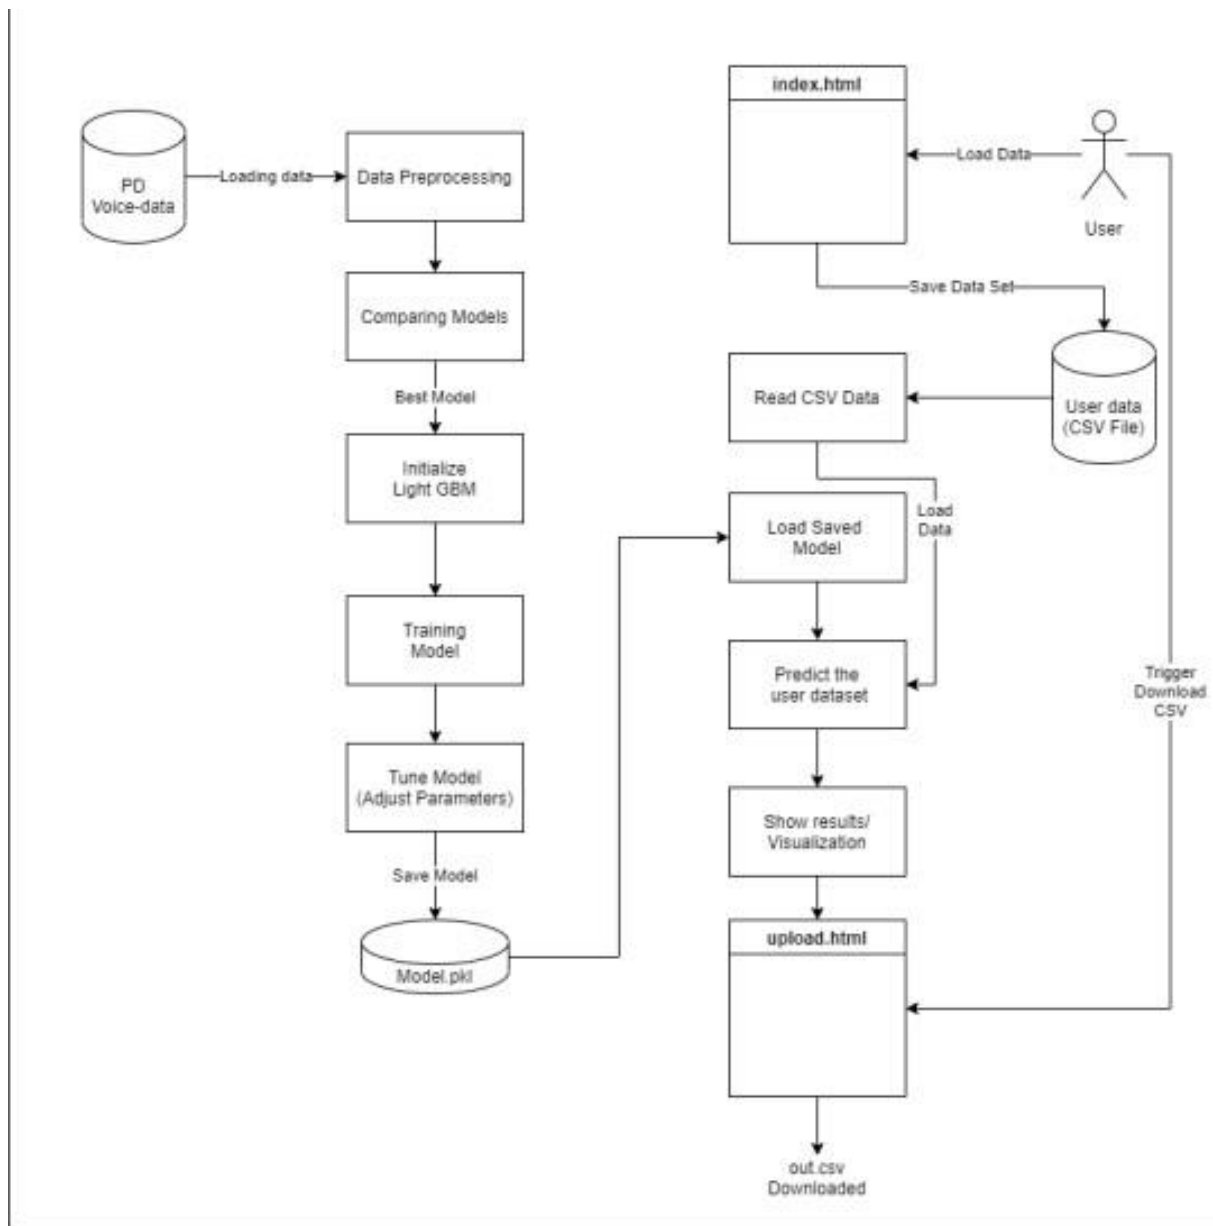 PD
Voice-data
Loading data
Data Preprocessing
Comparing Models
Best Model
Initialize
Light GBM
Training
Model
Tune Model
(Adjust Parameters)
Save Model
Model.pkl
index.html
Load Data
User
Save Data Set
User data
(CSV File)
Read CSV Data
Load
Data
Load Saved
Model
Predict the
user dataset
Show results/
Visualization
upload.html
Trigger
Download
CSV
out.csv
Downloaded